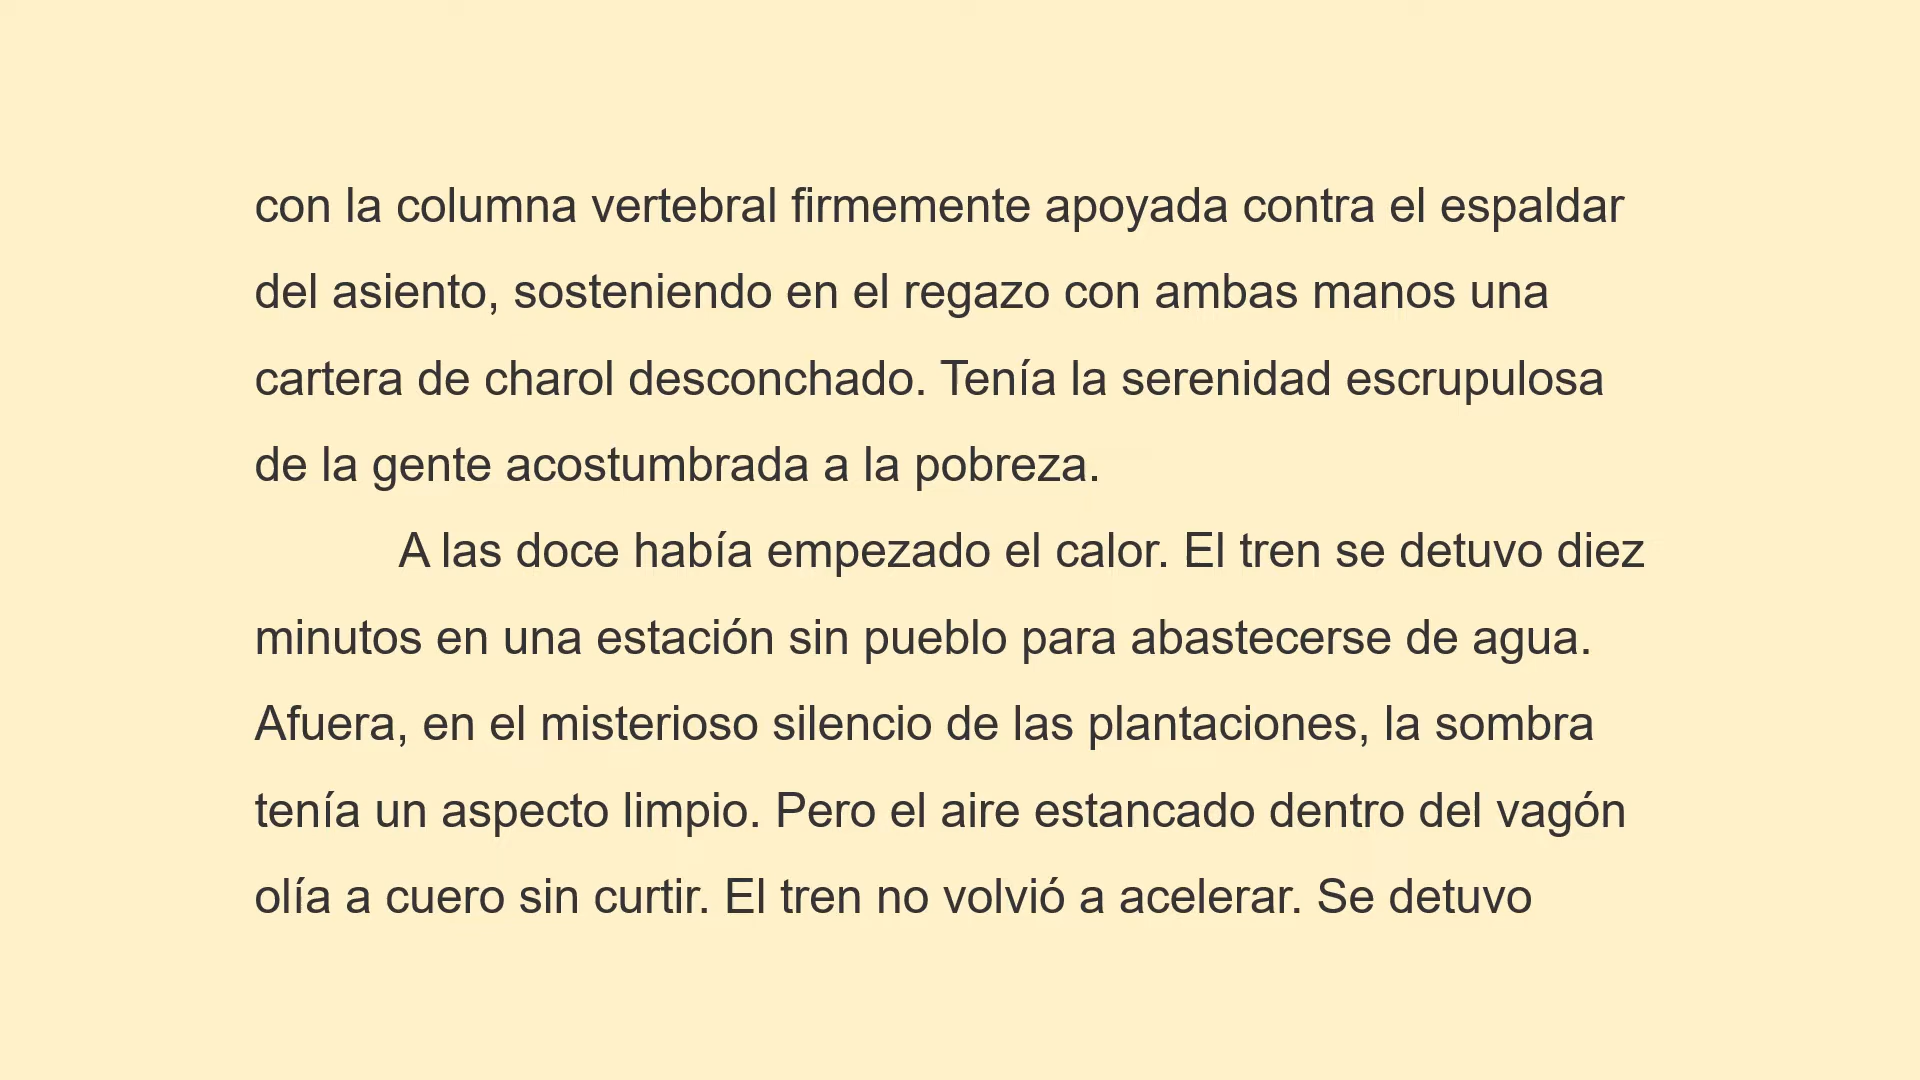 con la columna vertebral firmemente apoyada contra el espaldar
del asiento, sosteniendo en el regazo con ambas manos una
cartera de charol desconchado. Tenía la serenidad escrupulosa
de la gente acostumbrada a la pobreza.
A las doce había empezado el calor. El tren se detuvo diez
minutos en una estación sin pueblo para abastecerse de agua.
Afuera, en el misterioso silencio de las plantaciones, la sombra
tenía un aspecto limpio. Pero el aire estancado dentro del vagón
olía a cuero sin curtir. El tren no volvió a acelerar. Se detuvo